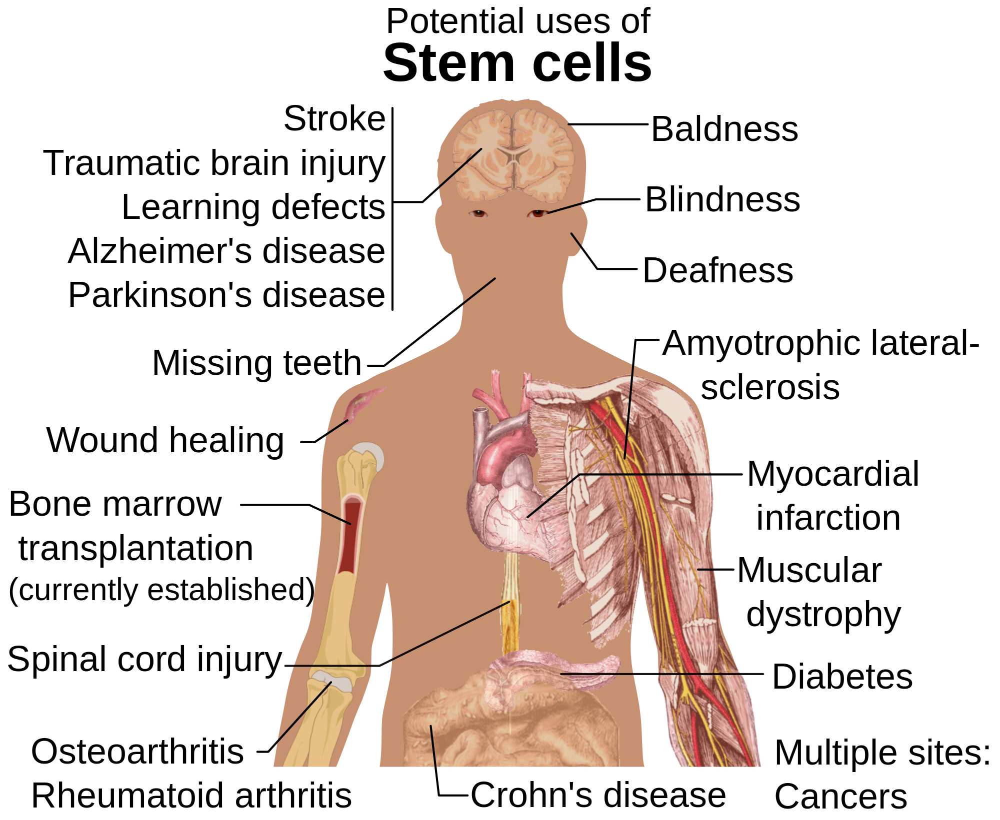 Potential uses of
Stem cells
Stroke
Traumatic brain injury
Learning defects
Alzheimer's disease
Parkinson's disease
Missing teeth
Wound healing
Bone marrow
transplantation
(currently established)
Spinal cord injury
Osteoarthritis
Rheumatoid arthritis
Baldness
Blindness
Deafness
Amyotrophic lateral-
sclerosis
Myocardial
infarction
Muscular
dystrophy
Diabetes
Multiple sites:
Cancers
Crohn's disease